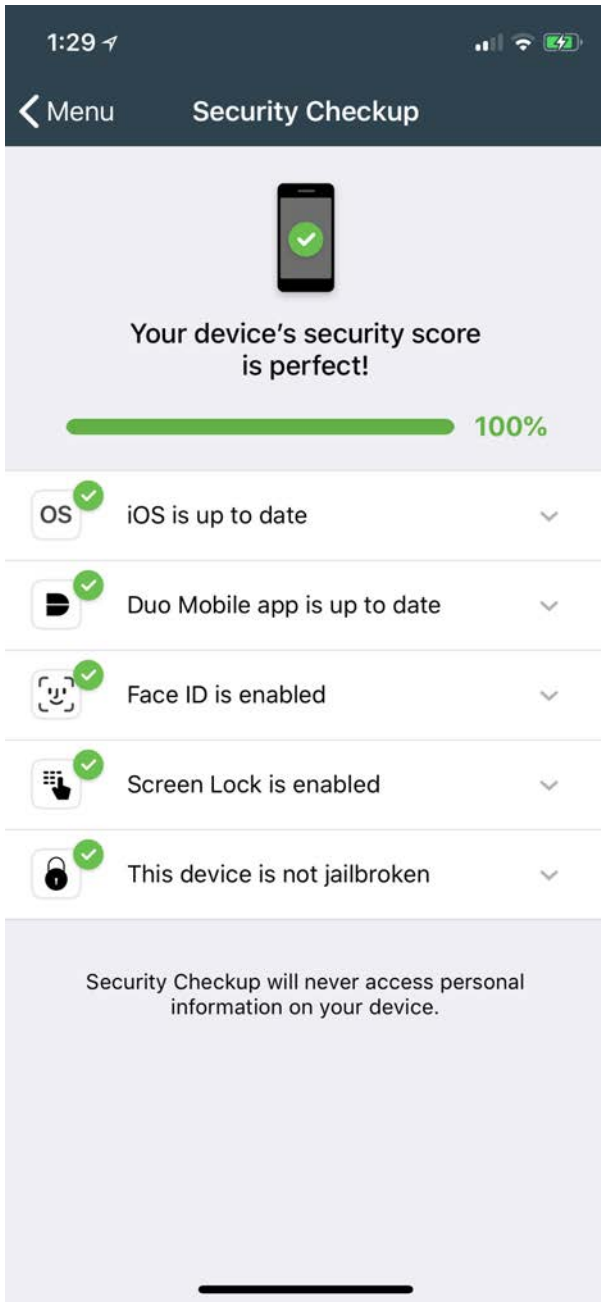 1:29
Menu
Security Checkup
Your device's security score
is perfect!
100%
OS
iOS is up to date
Duo Mobile app is up to date
Face ID is enabled
Screen Lock is enabled
This device is not jailbroken
Security Checkup will never access personal
information on your device.